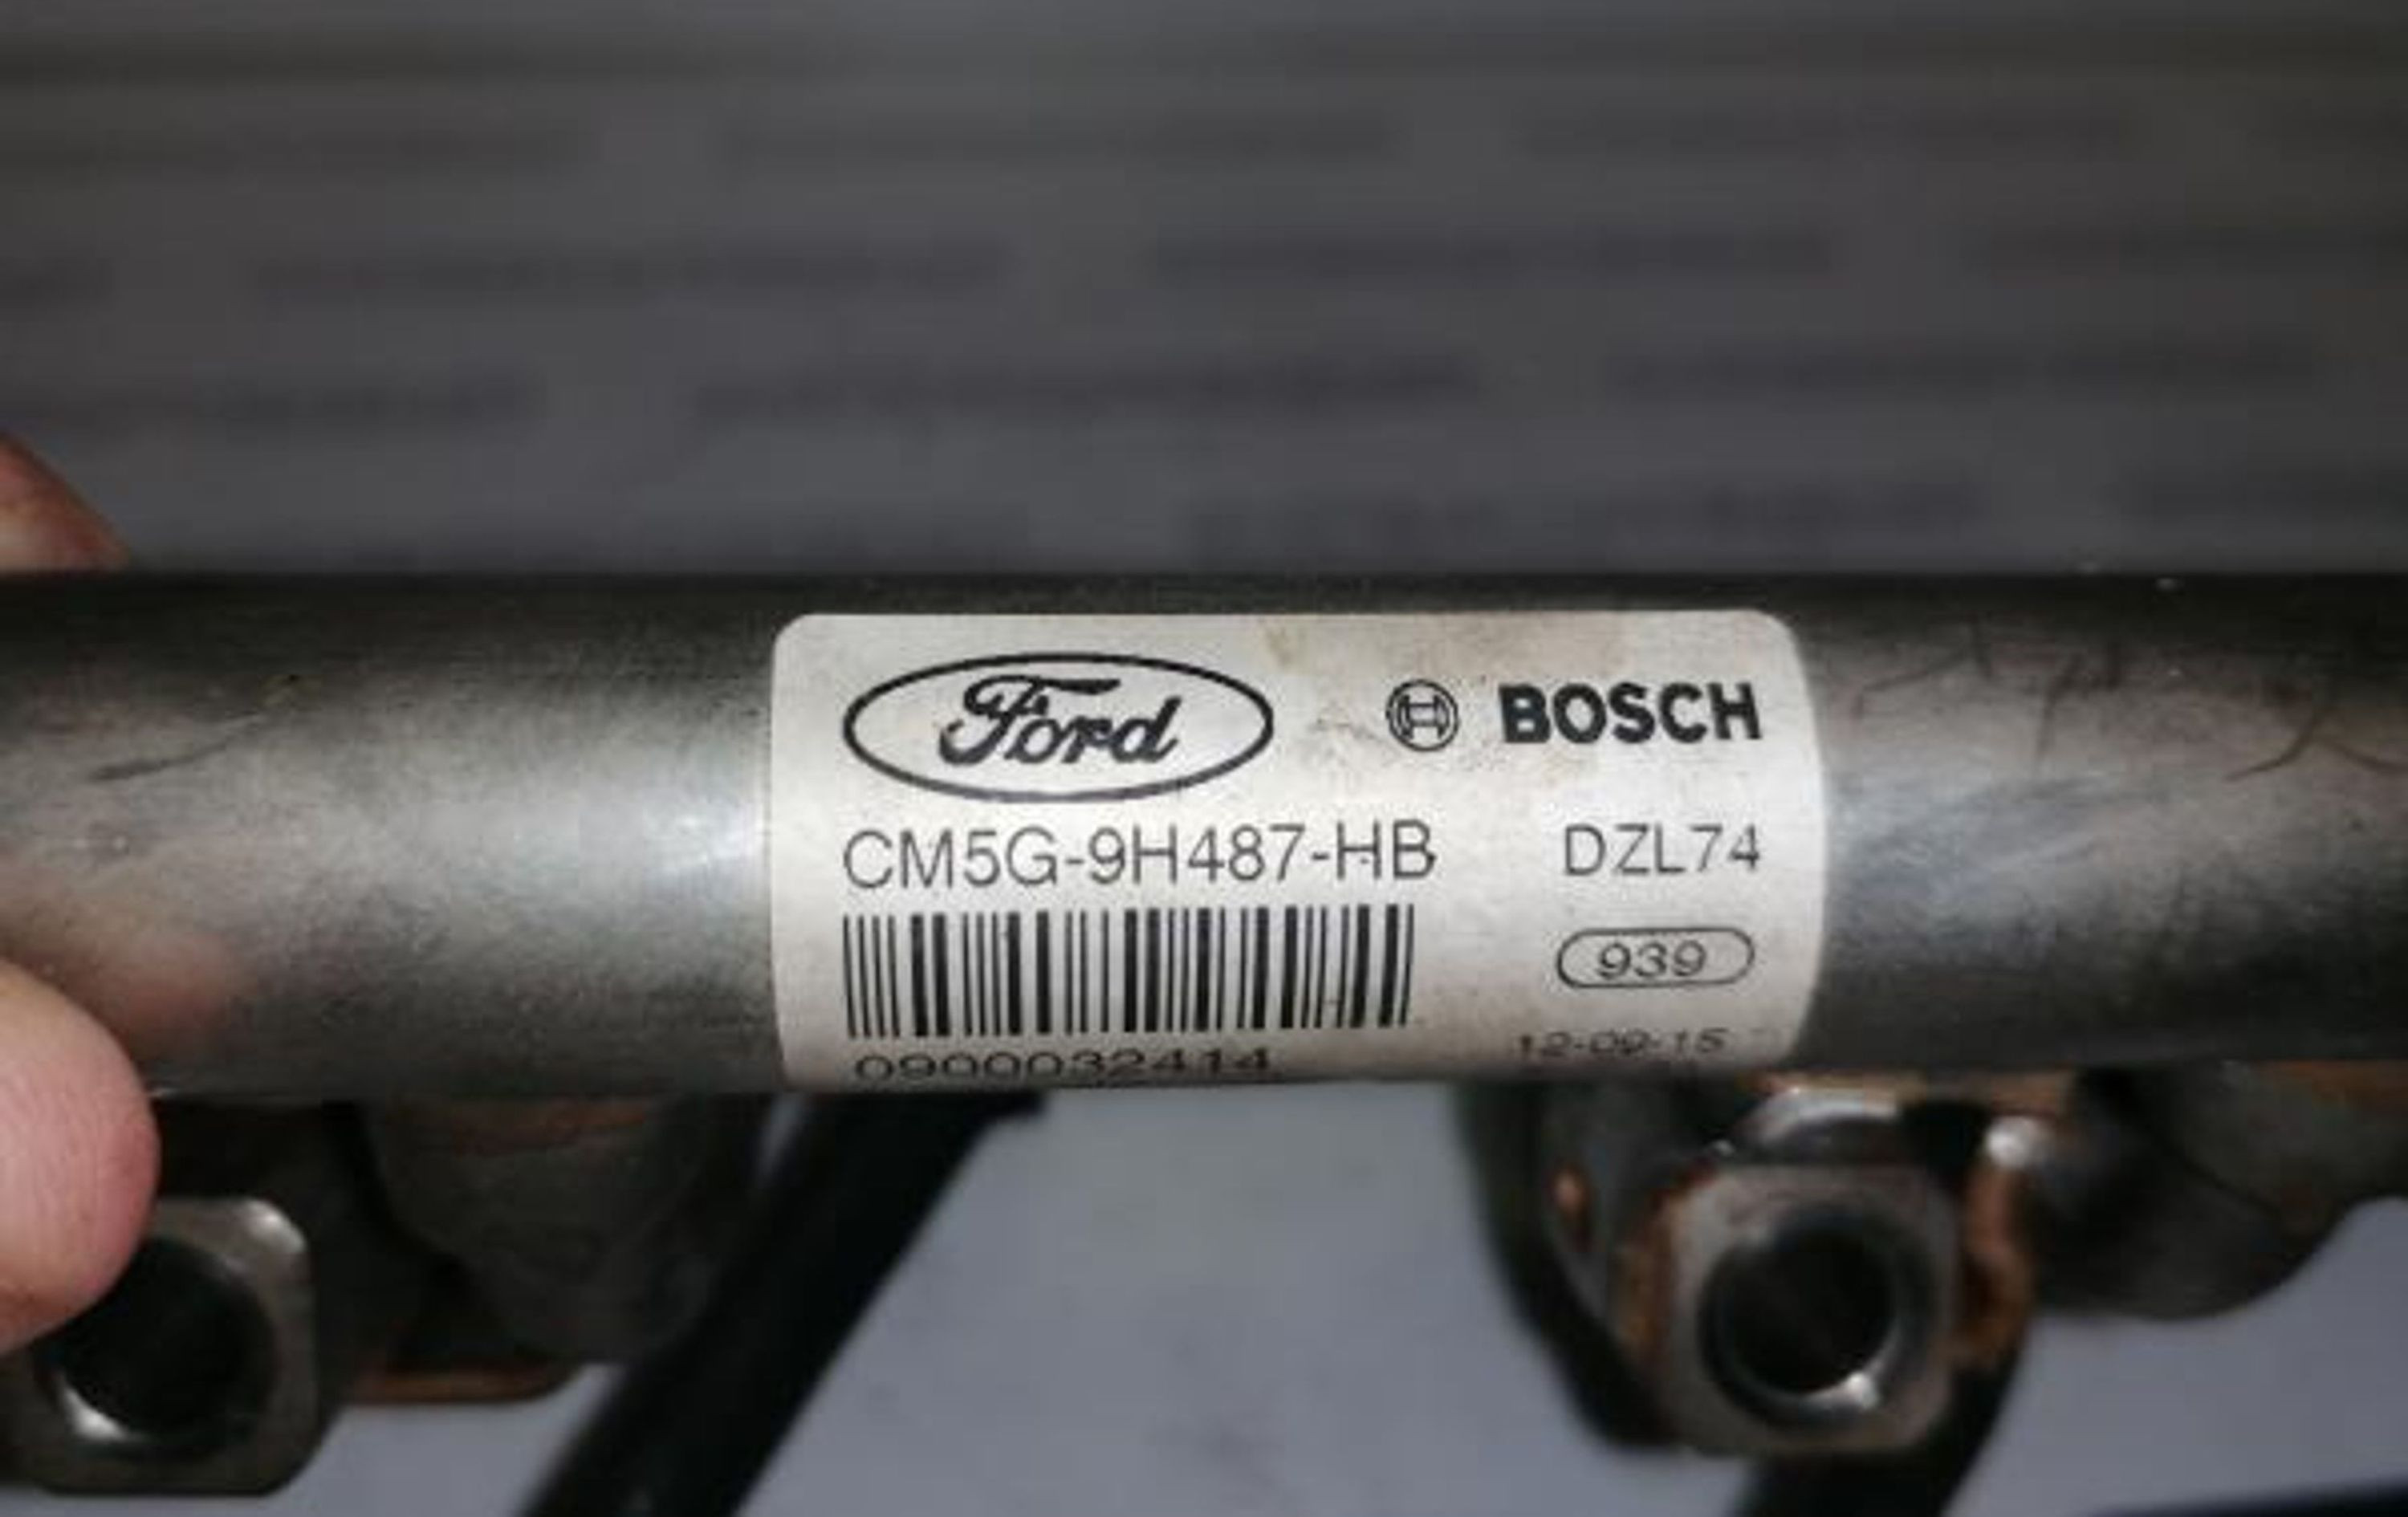 Ford
BOSCH
CM5G-9H487-HB
DZL74
939
0900032414
12-09-15